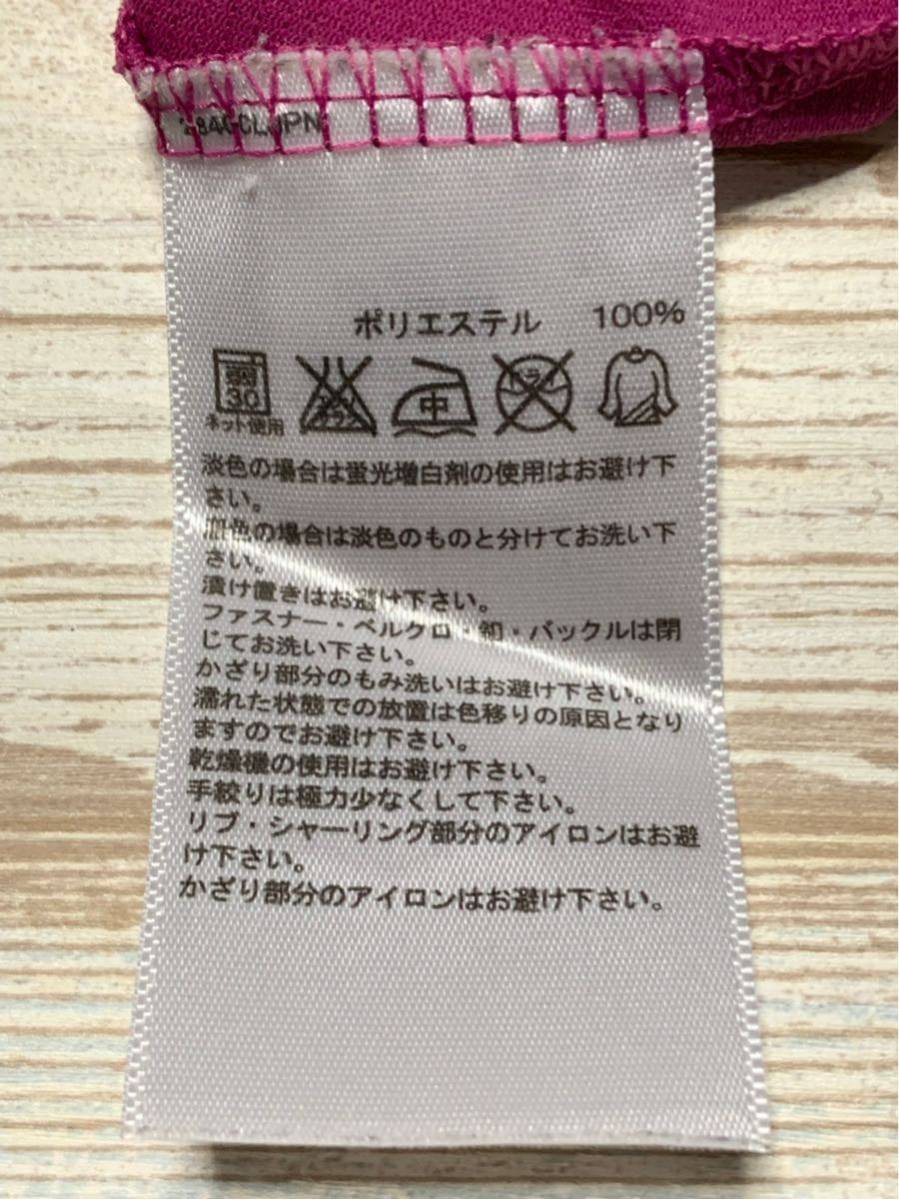 ポリエステル 100%
弱 30 エンソ 中 ドライ
ネット使用
淡色の場合は蛍光増白剤の使用はお避け下
さい。
色の場合は淡色のものと分けてお洗い下
さい。
漬け置きはお避け下さい。
ファスナー・ベルクロ・釦・バックルは閉
じてお洗い下さい。
かざり部分のもみ洗いはお避け下さい。
濡れた状態での放置は色移りの原因となり
ますのでお避け下さい。
乾燥機の使用はお避け下さい。
手絞りは極力少なくして下さい。
リブ・シャーリング部分のアイロンはお避
け下さい。
かざり部分のアイロンはお避け下さい。